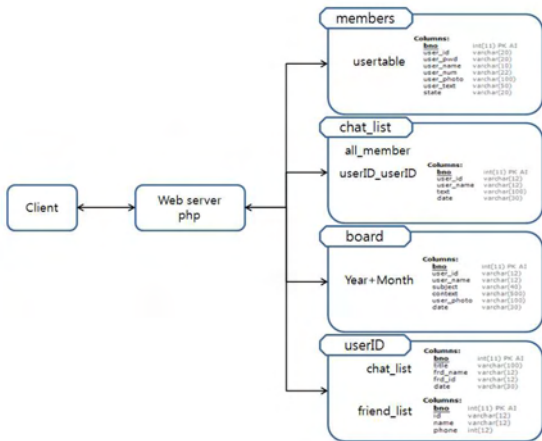 members
usertable
Columns:
bno int(11) PK AI
user_id varchar(20)
user_pwd varchar(20)
user_name varchar(10)
user_num varchar(22)
user_photo varchar(100)
user_text varchar(50)
state varchar(20)
chat_list
all_member
userID_userID
Columns:
bno int(11) PK AI
user_id varchar(12)
user_name varchar(12)
text varchar(100)
date varchar(30)
Client
Web server
php
board
Year+Month
Columns:
bno int(11) PK AI
user_id varchar(12)
user_name varchar(12)
subject varchar(40)
context varchar(500)
user_photo varchar(100)
date varchar(30)
userID
chat_list
Columns:
bno int(11) PK AI
title varchar(100)
frd_name varchar(12)
frd_id varchar(12)
date varchar(30)
friend_list
Columns:
bno int(11) PK AI
id varchar(12)
name varchar(12)
phone int(12)